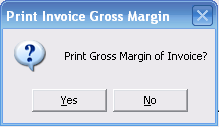 Print Invoice Gross Margin
Print Gross Margin of Invoice?
Yes
No